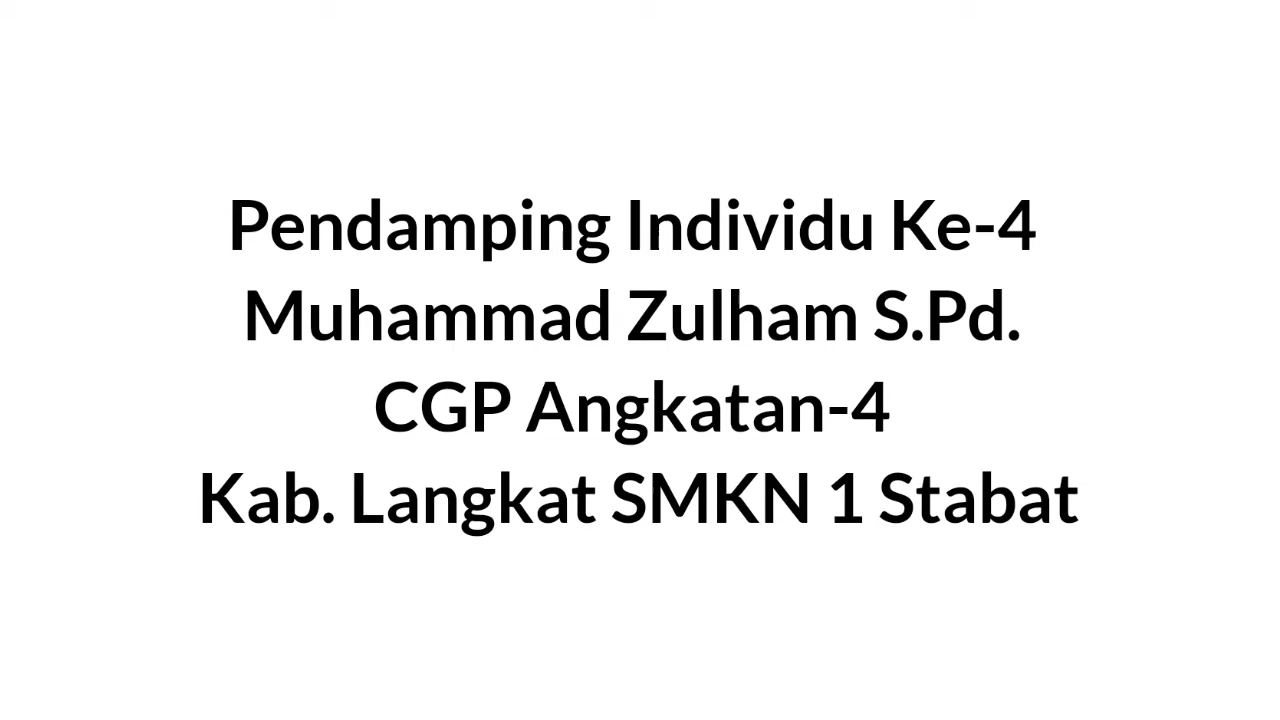 Pendamping Individu Ke-4
Muhammad Zulham S.Pd.
CGP Angkatan-4
Kab. Langkat SMKN 1 Stabat